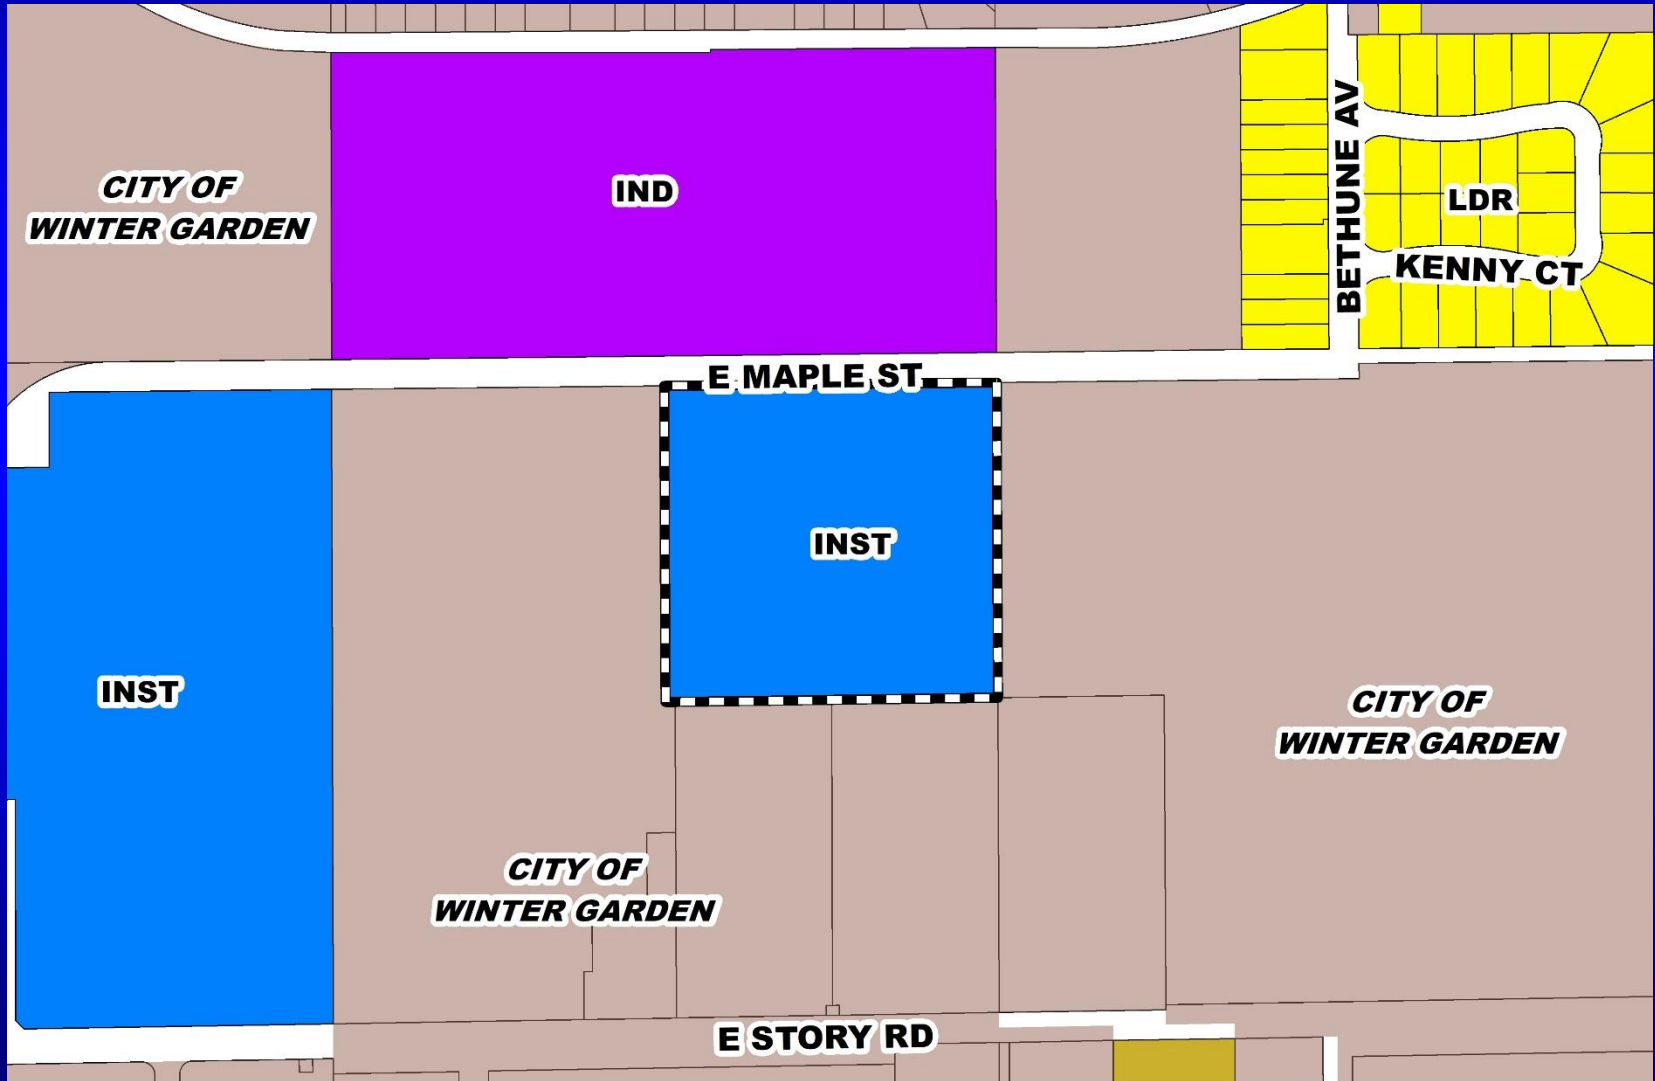 CITY OF
WINTER GARDEN
IND
BETHUNE AV
LDR
KENNY CT
E MAPLE ST
INST
INST
CITY OF
WINTER GARDEN
CITY OF
WINTER GARDEN
E STORY RD